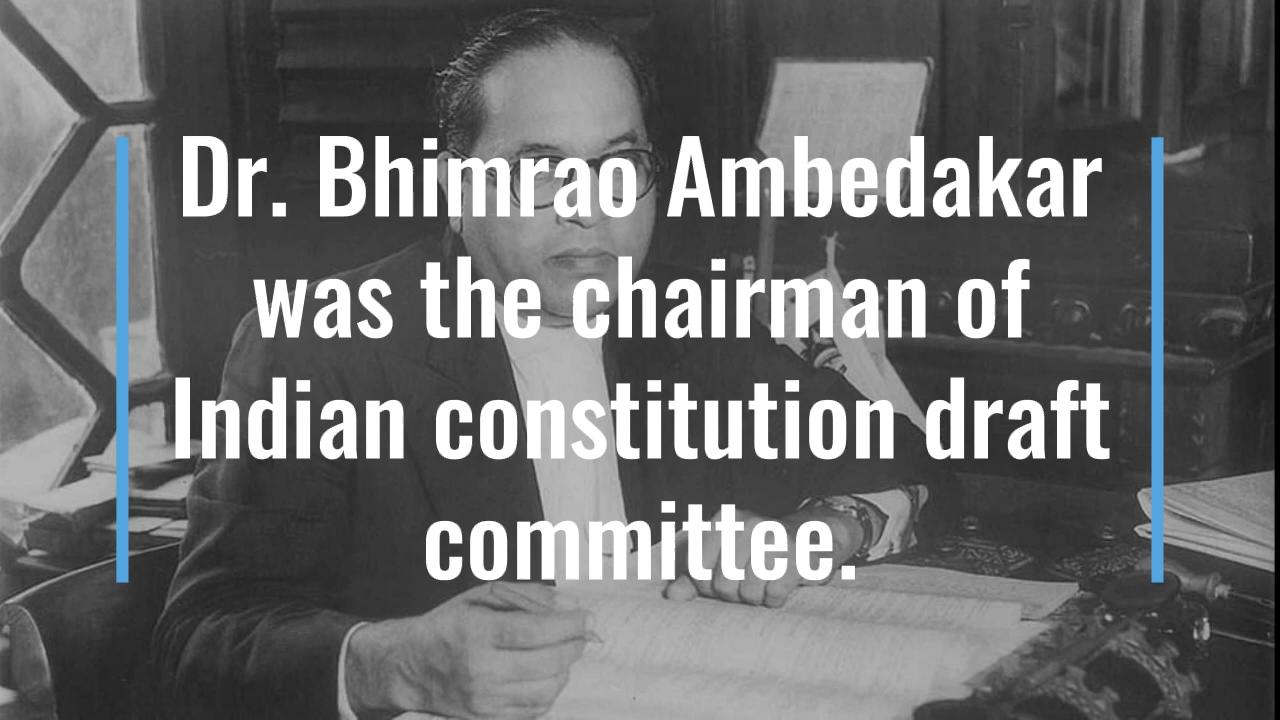 Dr. Bhimrao Ambedakar
was the chairman of
Indian constitution draft
committee.